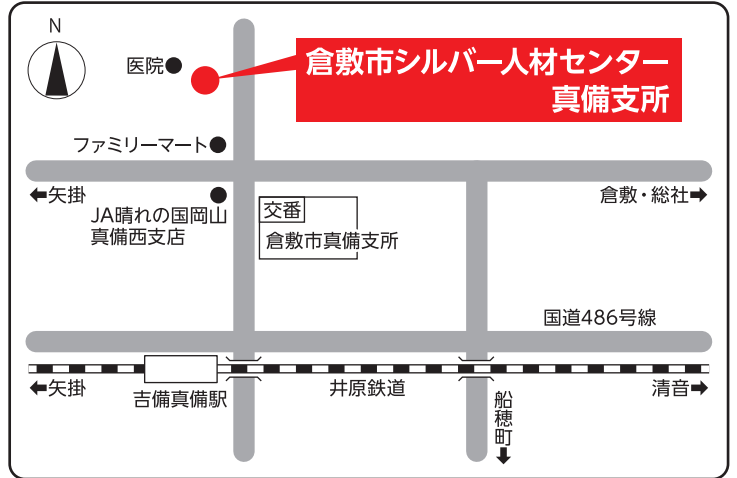 N
医院
倉敷市シルバー人材センター
真備支所
ファミリーマート
←矢掛
倉敷・総社→
JA晴れの国岡山
真備西支店
交番
倉敷市真備支所
国道486号線
←矢掛
吉備真備駅
井原鉄道
清音→
船穂町↓